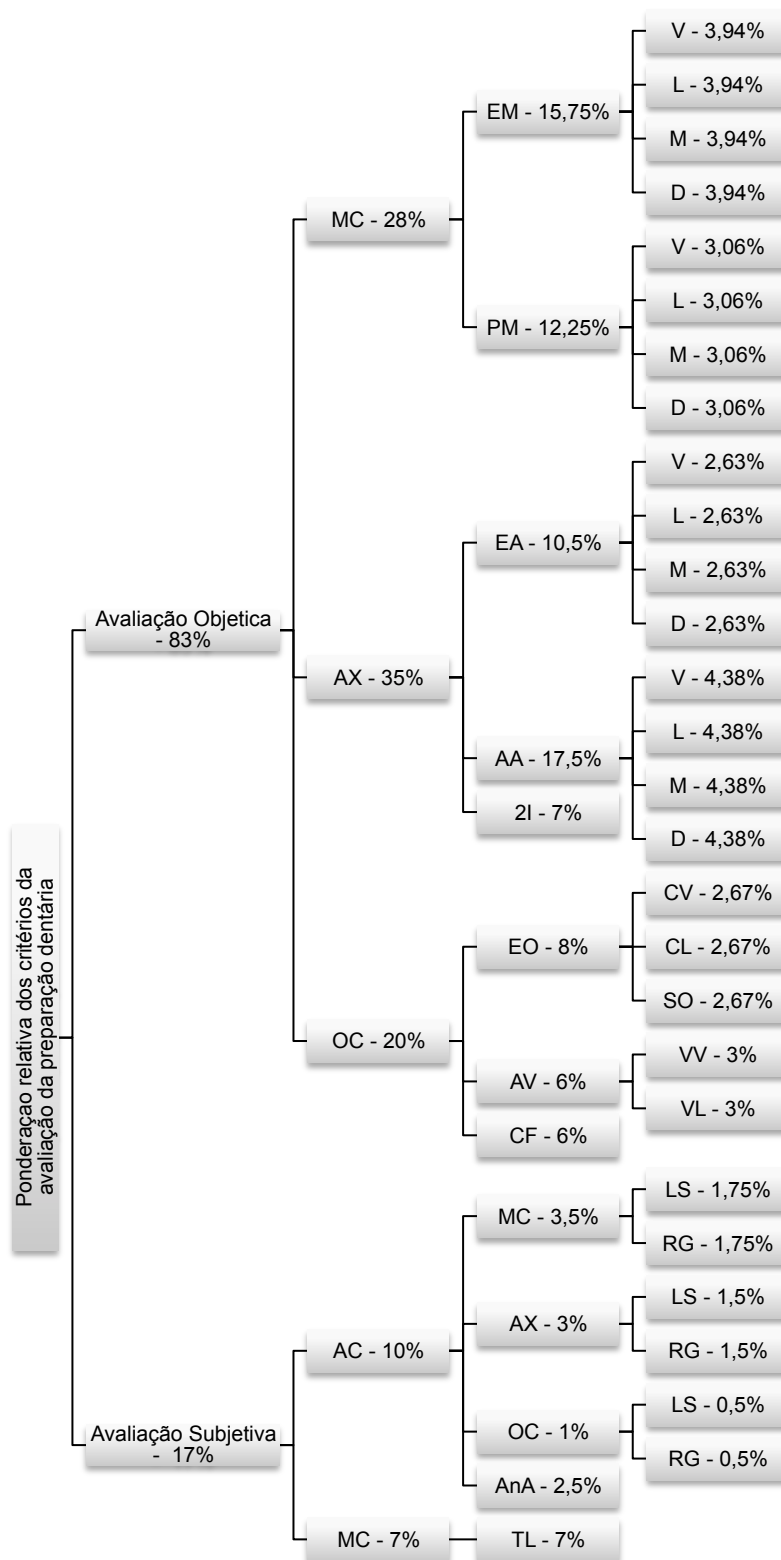 Ponderaçao relativa dos critérios da
avaliação da preparação dentária
Avaliação Objetica
- 83%
MC - 28%
EM - 15,75%
V - 3,94%
L - 3,94%
M - 3,94%
D - 3,94%
PM - 12,25%
V - 3,06%
L - 3,06%
M - 3,06%
D - 3,06%
AX - 35%
EA - 10,5%
V - 2,63%
L - 2,63%
M - 2,63%
D - 2,63%
AA - 17,5%
V - 4,38%
L - 4,38%
M - 4,38%
D - 4,38%
2I - 7%
OC - 20%
EO - 8%
CV - 2,67%
CL - 2,67%
SO - 2,67%
AV - 6%
VV - 3%
VL - 3%
CF - 6%
Avaliação Subjetiva
- 17%
AC - 10%
MC - 3,5%
LS - 1,75%
RG - 1,75%
AX - 3%
LS - 1,5%
RG - 1,5%
OC - 1%
LS - 0,5%
RG - 0,5%
AnA - 2,5%
MC - 7%
TL - 7%